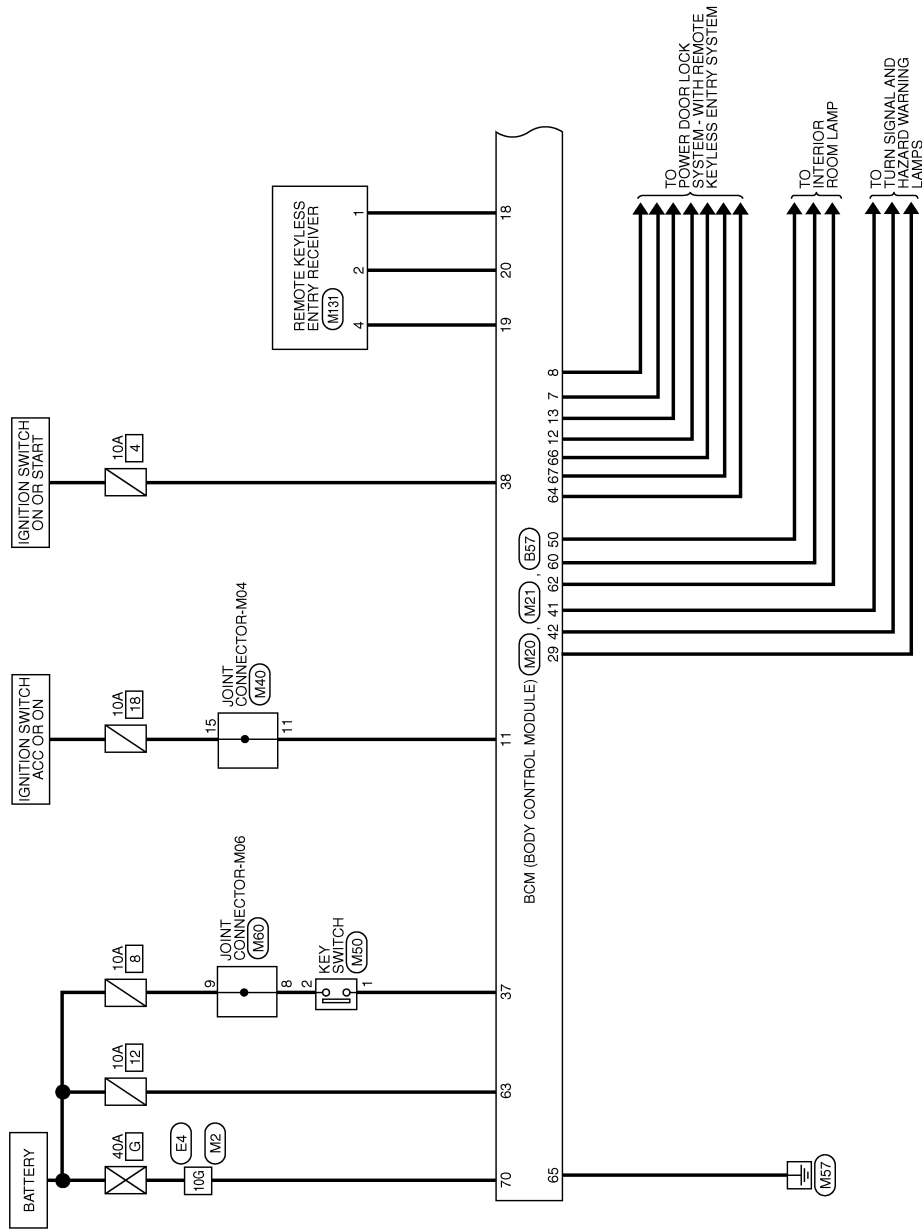 BATTERY
IGNITION SWITCH
ACC OR ON
IGNITION SWITCH
ON OR START
40A
G
10A
12
10A
8
10A
18
10A
4
E4
M2
10G
9
JOINT
CONNECTOR-M06
M60
8
2
KEY
SWITCH
M50
1
15
JOINT
CONNECTOR-M04
M40
11
REMOTE KEYLESS
ENTRY RECEIVER
M131
4
2
1
70
63
37
11
38
19
20
18
BCM (BODY CONTROL MODULE) M20 , M21 , B57
65
29
42
41
62
60
50
64
67
66
12
13
7
8
M57
TO
POWER DOOR LOCK
SYSTEM - WITH REMOTE
KEYLESS ENTRY SYSTEM
TO
INTERIOR
ROOM LAMP
TO
TURN SIGNAL AND
HAZARD WARNING
LAMPS